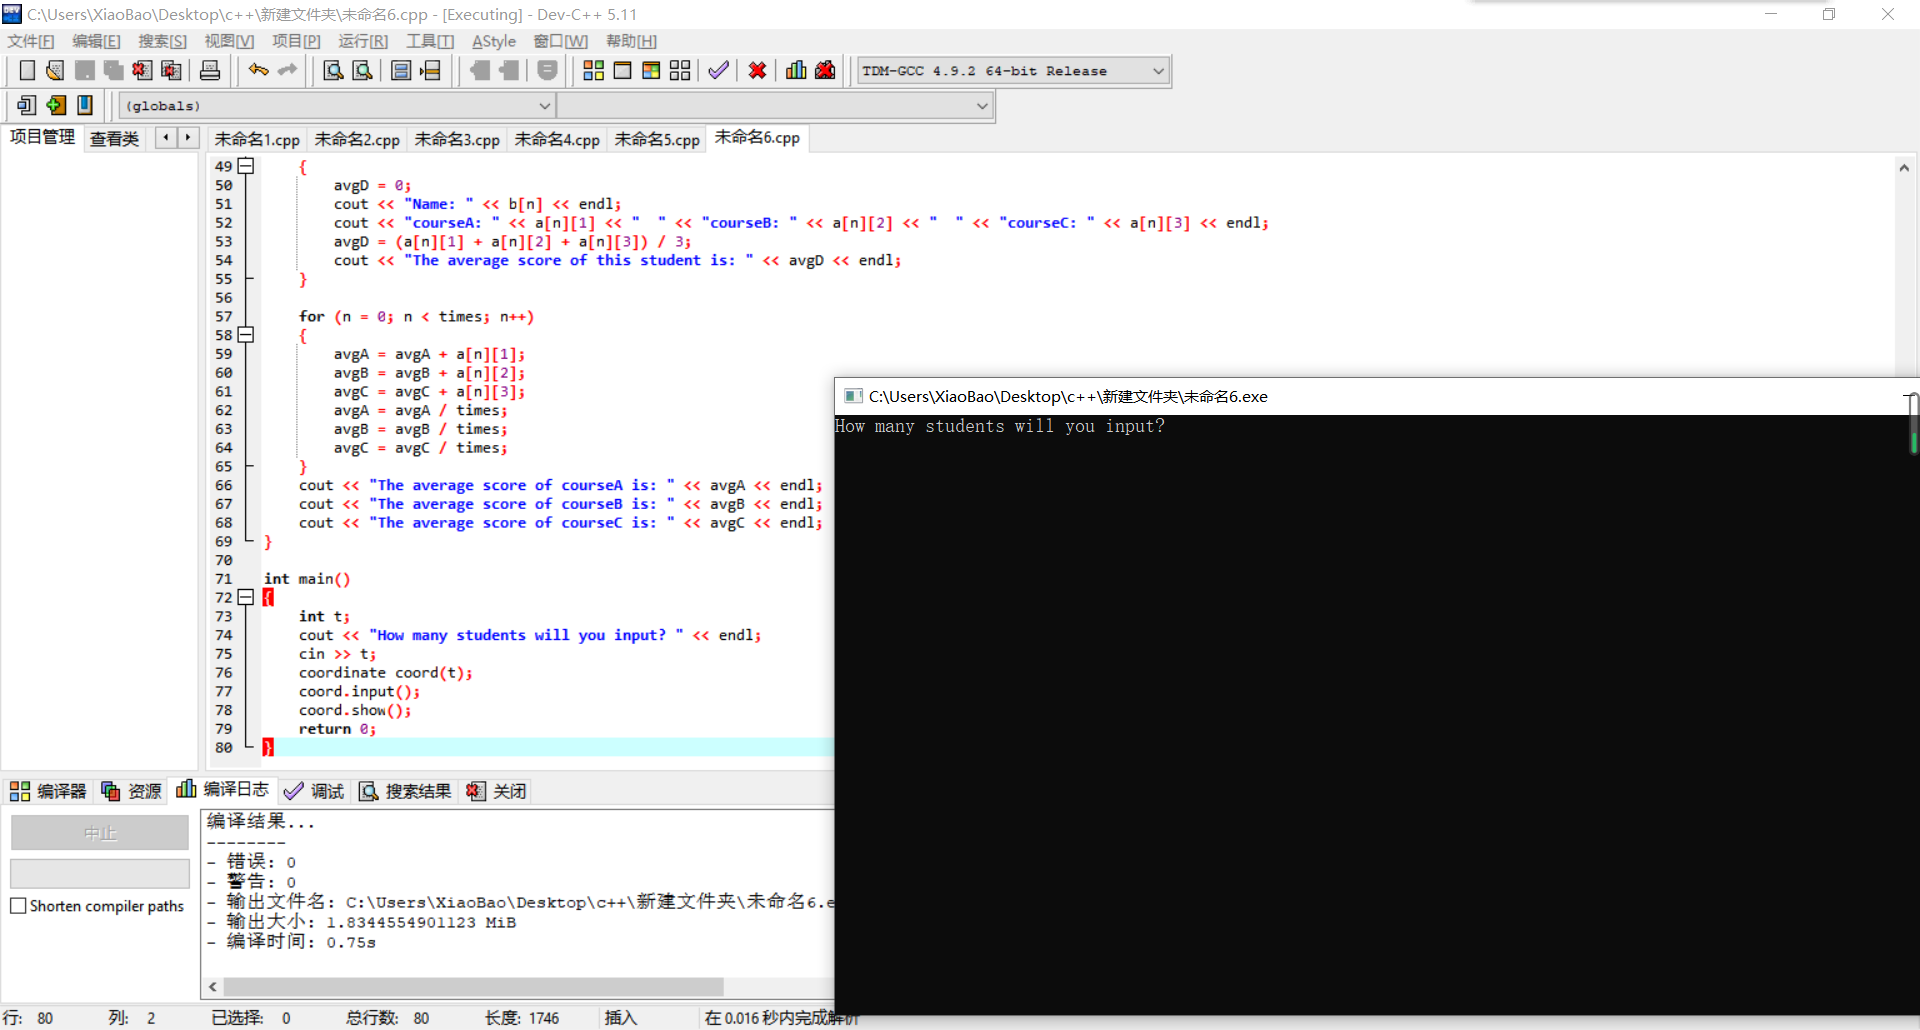 C:\Users\XiaoBao\Desktop\c++\新建文件夹\未命名6.cpp - [Executing] - Dev-C++ 5.11
文件[F] 编辑[E] 搜索[S] 视图[V] 项目[P] 运行[R] 工具[T] AStyle 窗口[W] 帮助[H]
TDM-GCC 4.9.2 64-bit Release
(globals)
项目管理 查看类 未命名1.cpp 未命名2.cpp 未命名3.cpp 未命名4.cpp 未命名5.cpp 未命名6.cpp
49 {
50 avgD = 0;
51 cout << "Name: " << b[n] << endl;
52 cout << "courseA: " << a[n][1] << "  " << "courseB: " << a[n][2] << "  " << "courseC: " << a[n][3] << endl;
53 avgD = (a[n][1] + a[n][2] + a[n][3]) / 3;
54 cout << "The average score of this student is: " << avgD << endl;
55 }
56
57 for (n = 0; n < times; n++)
58 {
59 avgA = avgA + a[n][1];
60 avgB = avgB + a[n][2];
61 avgC = avgC + a[n][3];
62 avgA = avgA / times;
63 avgB = avgB / times;
64 avgC = avgC / times;
65 }
66 cout << "The average score of courseA is: " << avgA << endl;
67 cout << "The average score of courseB is: " << avgB << endl;
68 cout << "The average score of courseC is: " << avgC << endl;
69 }
70
71 int main()
72 {
73 int t;
74 cout << "How many students will you input? " << endl;
75 cin >> t;
76 coordinate coord(t);
77 coord.input();
78 coord.show();
79 return 0;
80 }
C:\Users\XiaoBao\Desktop\c++\新建文件夹\未命名6.exe
How many students will you input?
编译器 资源 编译日志 调试 搜索结果 关闭
中止
Shorten compiler paths
编译结果...
--------
- 错误: 0
- 警告: 0
- 输出文件名: C:\Users\XiaoBao\Desktop\c++\新建文件夹\未命名6.e
- 输出大小: 1.8344554901123 MiB
- 编译时间: 0.75s
行: 80 列: 2 已选择: 0 总行数: 80 长度: 1746 插入 在 0.016 秒内完成解析